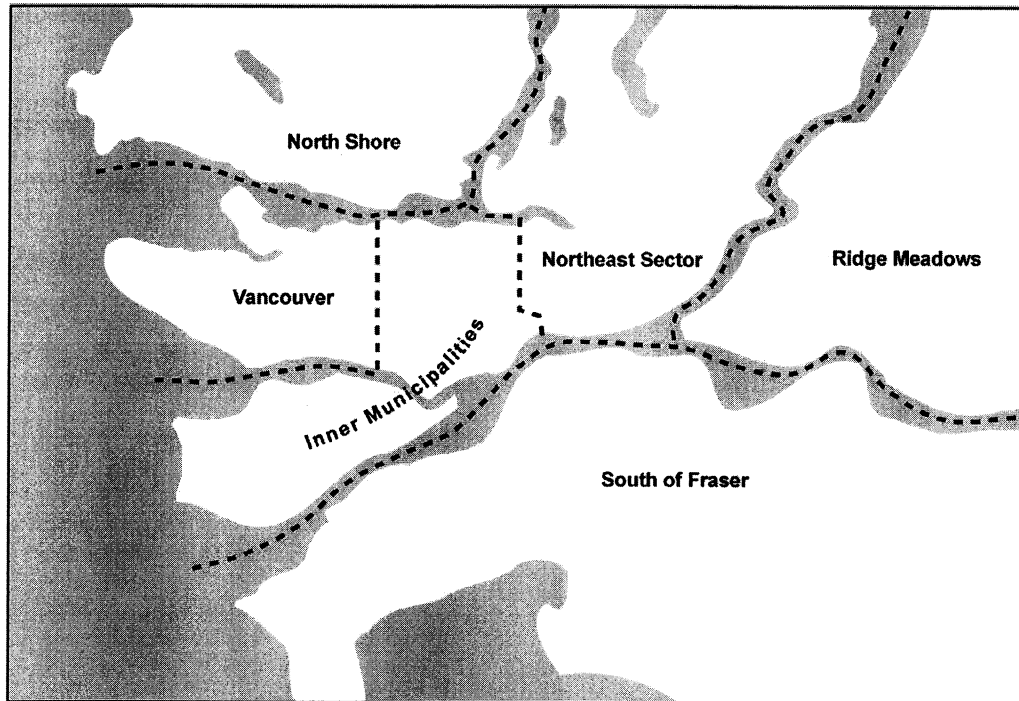 North Shore
Northeast Sector
Ridge Meadows
Vancouver
Inner Municipalities
South of Fraser